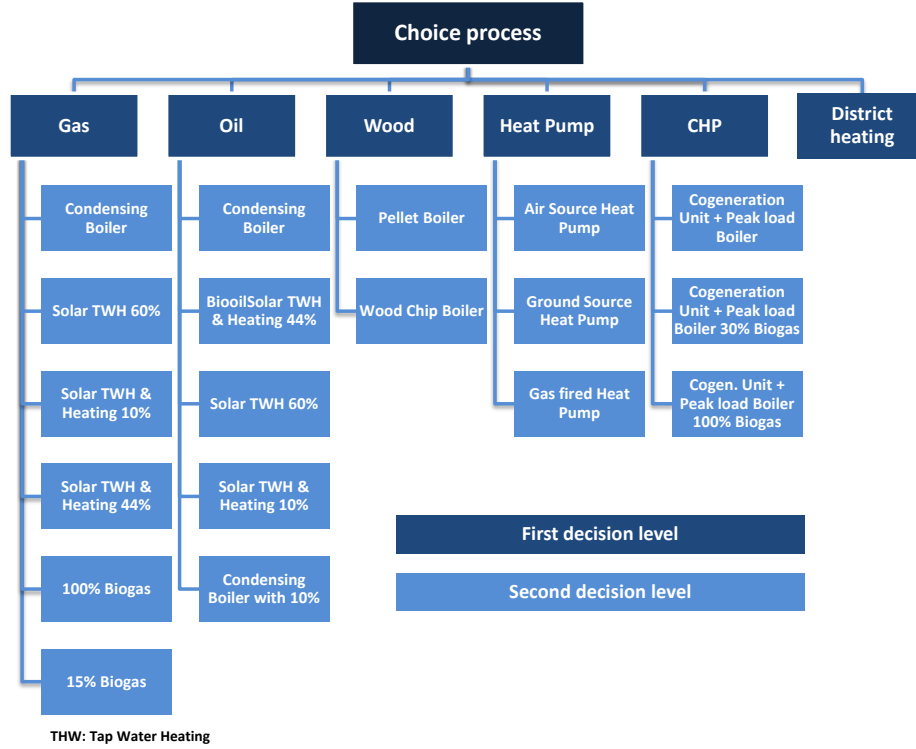 Choice process
Gas
Oil
Wood
Heat Pump
CHP
District
heating
Condensing
Boiler
Solar TWH 60%
Solar TWH &
Heating 10%
Solar TWH &
Heating 44%
100% Biogas
15% Biogas
Condensing
Boiler
BiooilSolar TWH
& Heating 44%
Solar TWH 60%
Solar TWH &
Heating 10%
Condensing
Boiler with 10%
Pellet Boiler
Wood Chip Boiler
Air Source Heat
Pump
Ground Source
Heat Pump
Gas fired Heat
Pump
Cogeneration
Unit + Peak load
Boiler
Cogeneration
Unit + Peak load
Boiler 30% Biogas
Cogen. Unit +
Peak load Boiler
100% Biogas
First decision level
Second decision level
THW: Tap Water Heating